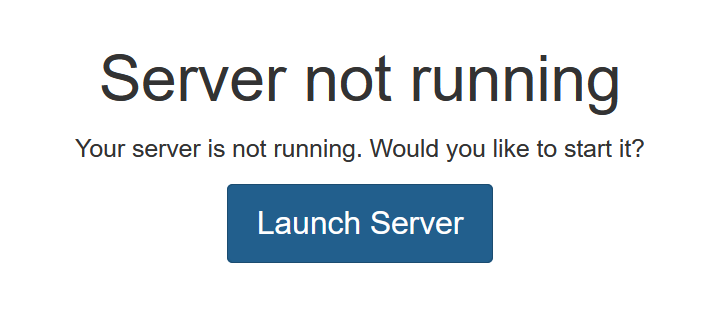 Server not running
Your server is not running. Would you like to start it?
Launch Server